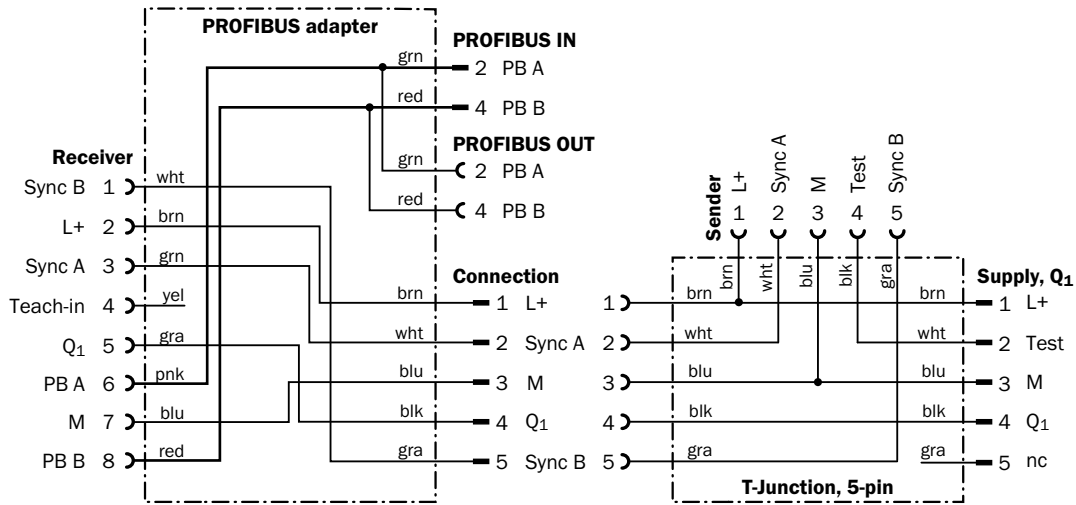 PROFIBUS adapter
PROFIBUS IN
grn 2 PB A
red 4 PB B
PROFIBUS OUT
grn 2 PB A
red 4 PB B
Receiver
Sync B 1 wht
L+ 2 brn
Sync A 3 grn
Teach-in 4 yel
Q1 5 gra
PB A 6 pnk
M 7 blu
PB B 8 red
Connection
brn 1 L+
wht 2 Sync A
blu 3 M
blk 4 Q1
gra 5 Sync B
Sender
L+ 1 brn
Sync A 2 wht
M 3 blu
Test 4 blk
Sync B 5 gra
1 brn
2 wht
3 blu
4 blk
5 gra
Supply, Q1
brn 1 L+
wht 2 Test
blu 3 M
blk 4 Q1
gra 5 nc
T-Junction, 5-pin